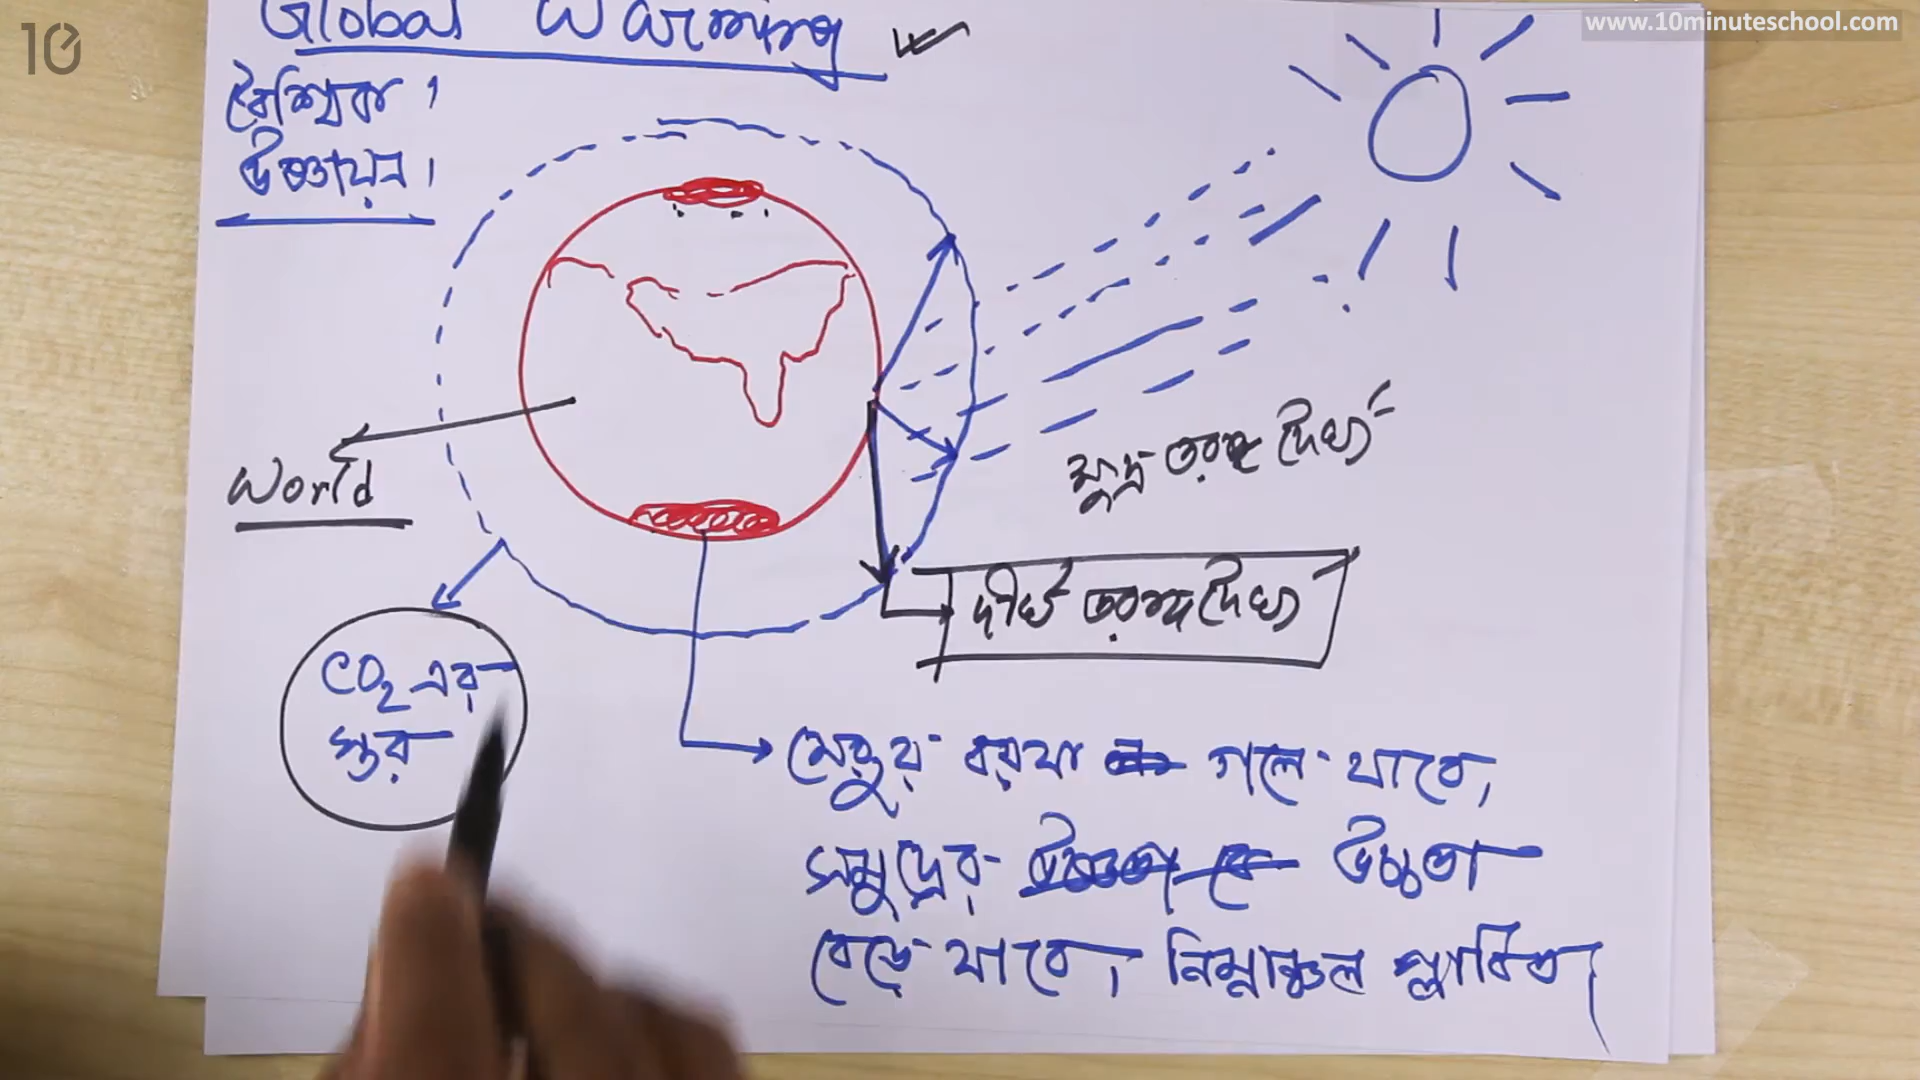 10
www.10minuteschool.com
Global Warming
বৈশ্বিক
উষ্ণায়ন।
World
ক্ষুদ্র তরঙ্গ দৈর্ঘ্য
দীর্ঘ তরঙ্গদৈর্ঘ্য
CO2 এর
স্তর
মেরুর বরফ গলে যাবে,
সমুদ্রের উচ্চতা
বেড়ে যাবে, নিম্নাঞ্চল প্লাবিত